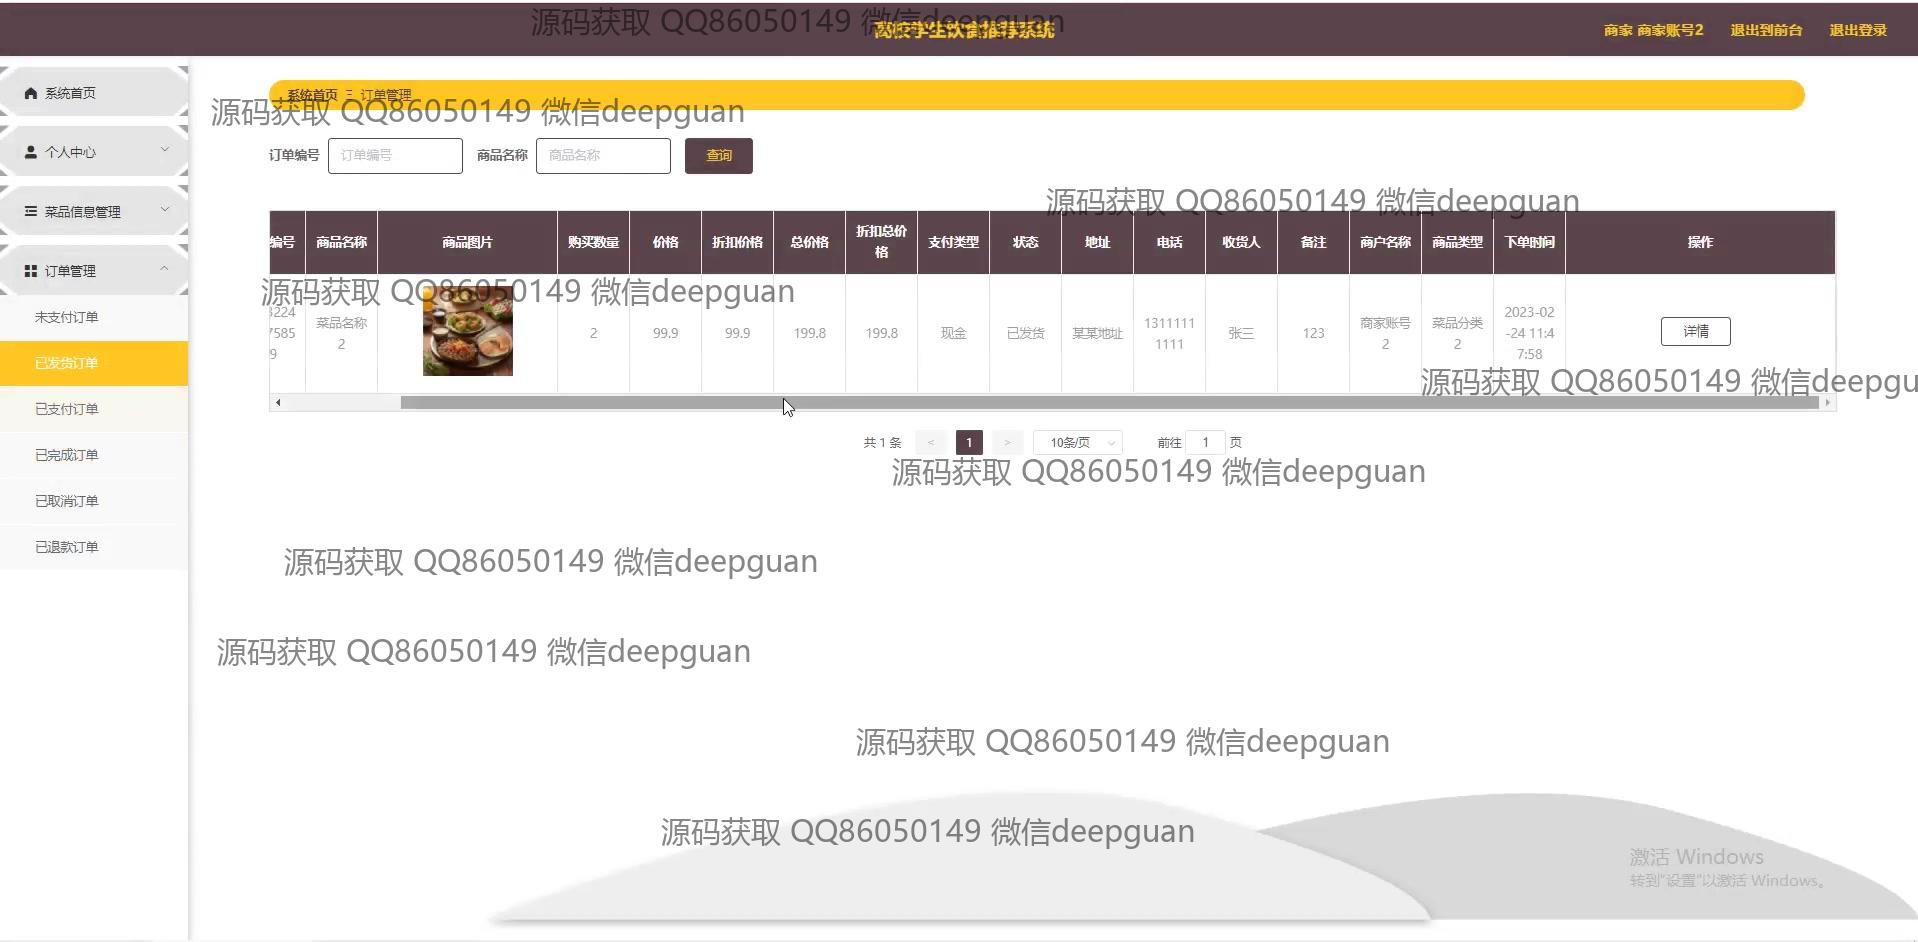 源码获取 QQ86050149 微信deepguan
高校学生饮食推荐系统
商家 商家账号2
退出到前台
退出登录
系统首页
个人中心
菜品信息管理
订单管理
未支付订单
已发货订单
已支付订单
已完成订单
已取消订单
已退款订单
系统首页 Ξ 订单管理
源码获取 QQ86050149 微信deepguan
订单编号 订单编号 商品名称 商品名称 查询
源码获取 QQ86050149 微信deepguan
编号 商品名称 商品图片 购买数量 价格 折扣价格 总价格 折扣总价格 支付类型 状态 地址 电话 收货人 备注 商户名称 商品类型 下单时间 操作
源码获取 QQ86050149 微信deepguan
3224
7585
9
菜品名称
2
2 99.9 99.9 199.8 199.8 现金 已发货 某某地址
1311111
1111
张三 123
商家账号
2
菜品分类
2
2023-02
-24 11:4
7:58
详情
源码获取 QQ86050149 微信deepgu
共 1 条 < 1 > 10条/页 前往 1 页
源码获取 QQ86050149 微信deepguan
源码获取 QQ86050149 微信deepguan
源码获取 QQ86050149 微信deepguan
源码获取 QQ86050149 微信deepguan
源码获取 QQ86050149 微信deepguan
激活 Windows
转到"设置"以激活 Windows。